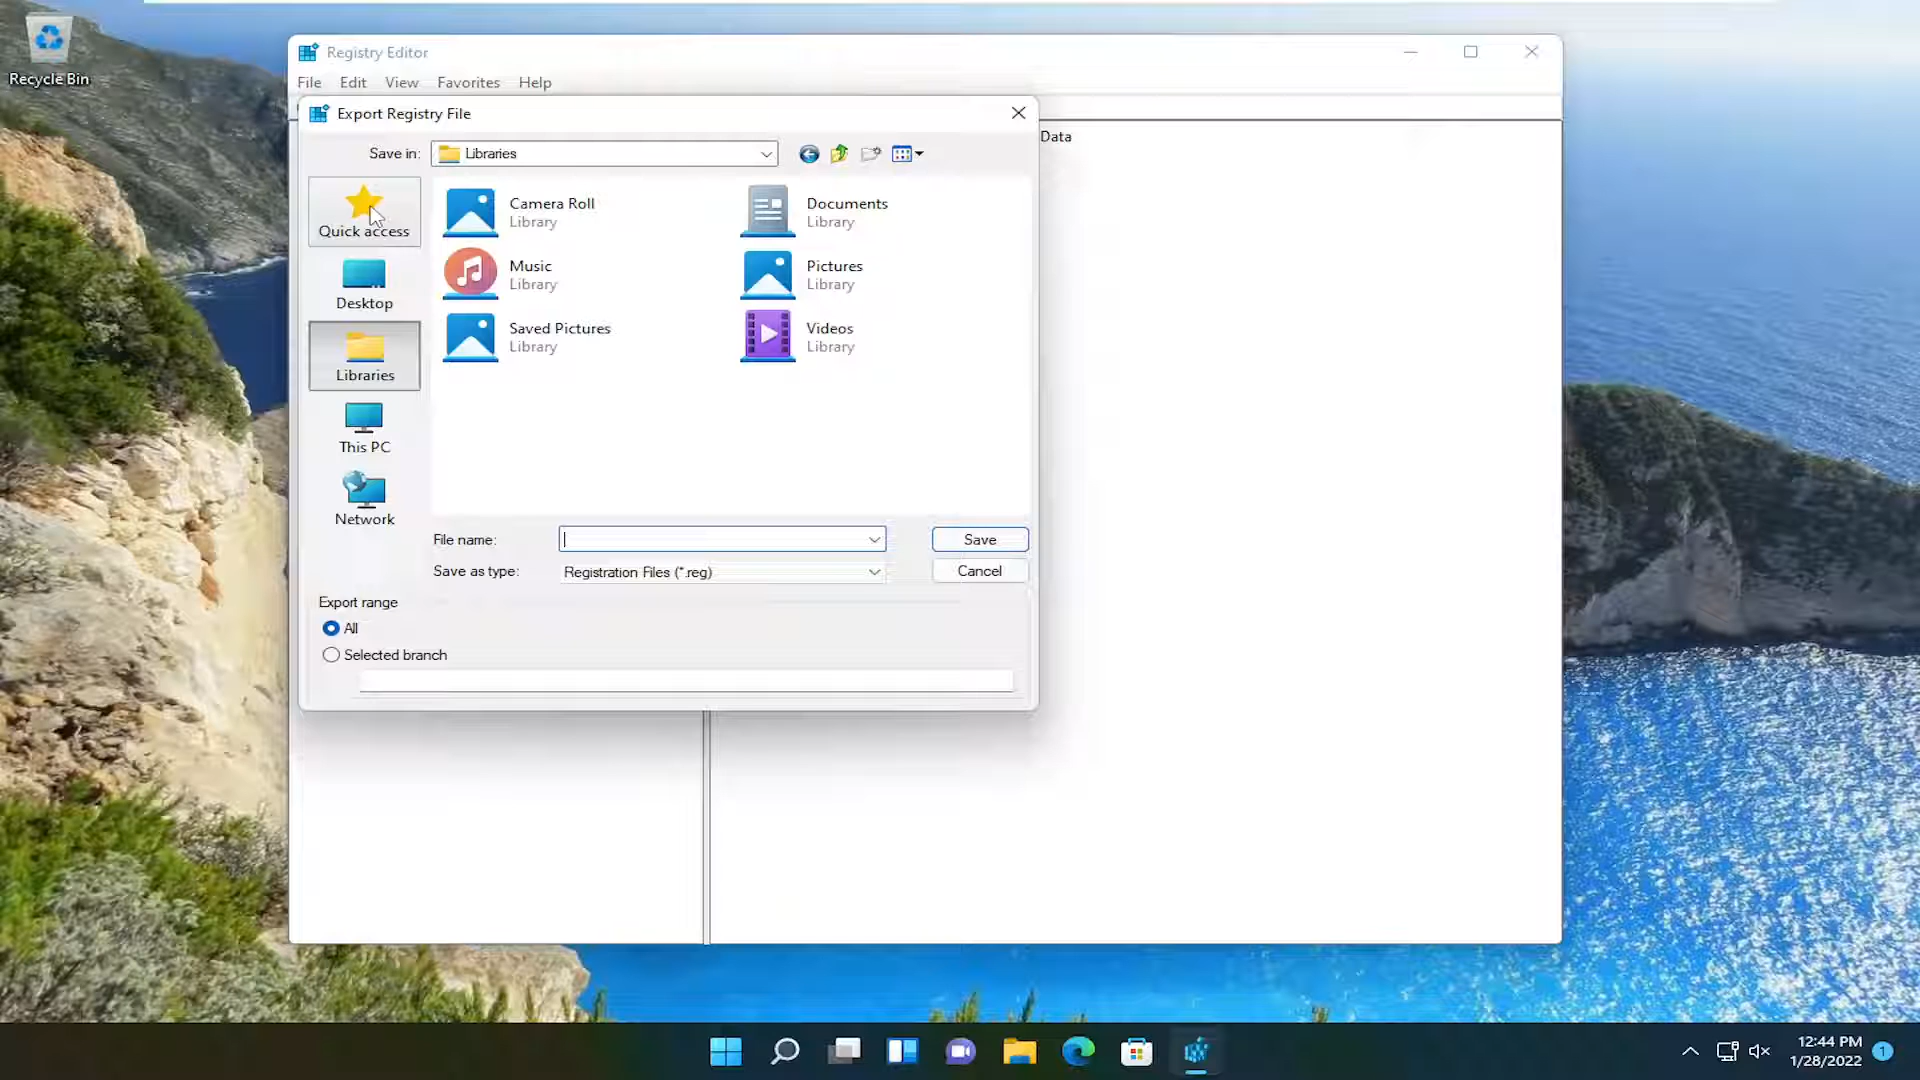 Recycle Bin
Registry Editor
File Edit View Favorites Help
Export Registry File
Data
Save in: Libraries
Quick access
Desktop
Libraries
This PC
Network
Camera Roll
Library
Documents
Library
Music
Library
Pictures
Library
Saved Pictures
Library
Videos
Library
File name:
Save
Save as type: Registration Files (*.reg)
Cancel
Export range
All
Selected branch
12:44 PM
1/28/2022
1